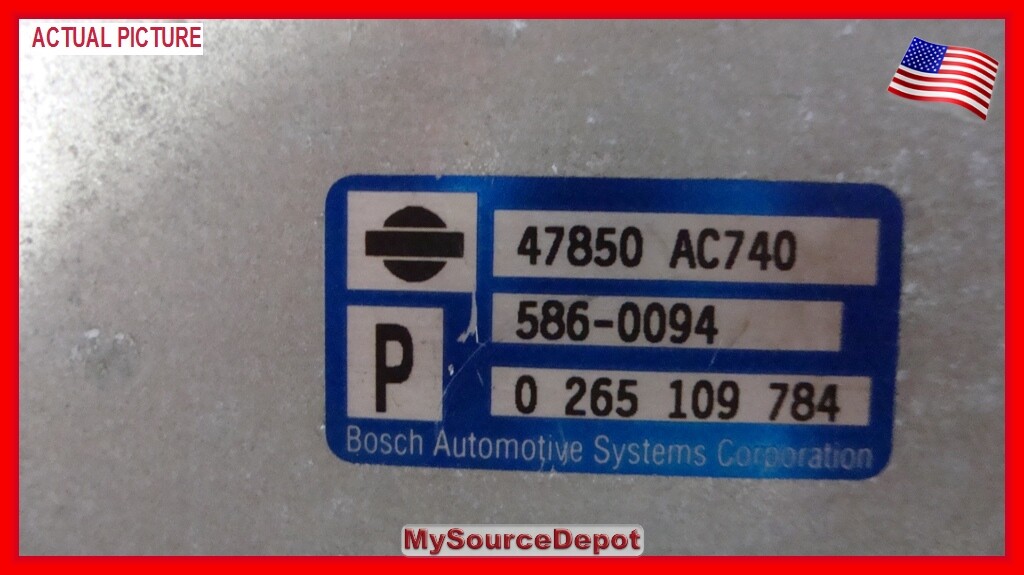 ACTUAL PICTURE
47850 AC740
586-0094
P
0 265 109 784
Bosch Automotive Systems Corporation
MySourceDepot